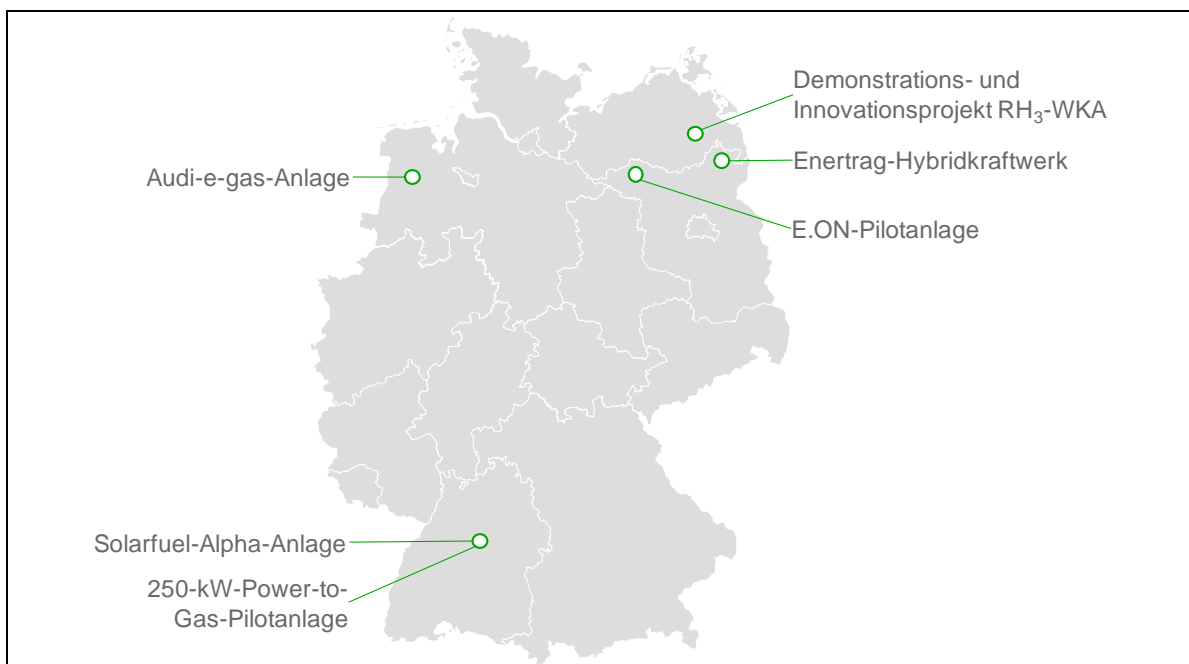 Demonstrations- und
Innovationsprojekt RH₃-WKA
Audi-e-gas-Anlage
Enertrag-Hybridkraftwerk
E.ON-Pilotanlage
Solarfuel-Alpha-Anlage
250-kW-Power-to-
Gas-Pilotanlage